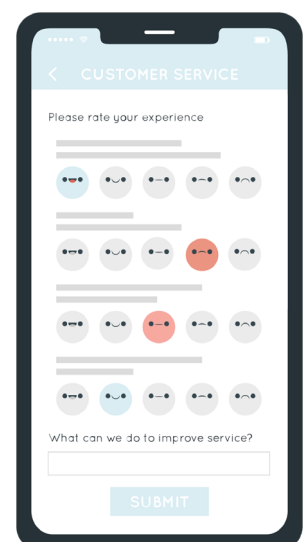 CUSTOMER SERVICE
Please rate your experience
What can we do to improve service?
SUBMIT